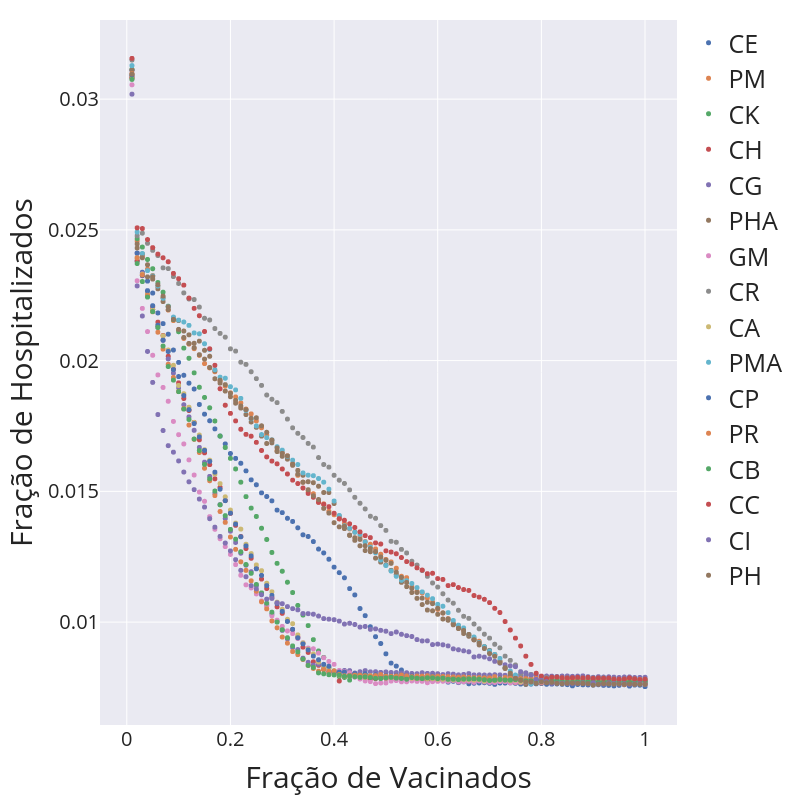 0.03
0.025
0.02
0.015
0.01
0 0.2 0.4 0.6 0.8 1
Fração de Vacinados
Fração de Hospitalizados
CE
PM
CK
CH
CG
PHA
GM
CR
CA
PMA
CP
PR
CB
CC
CI
PH